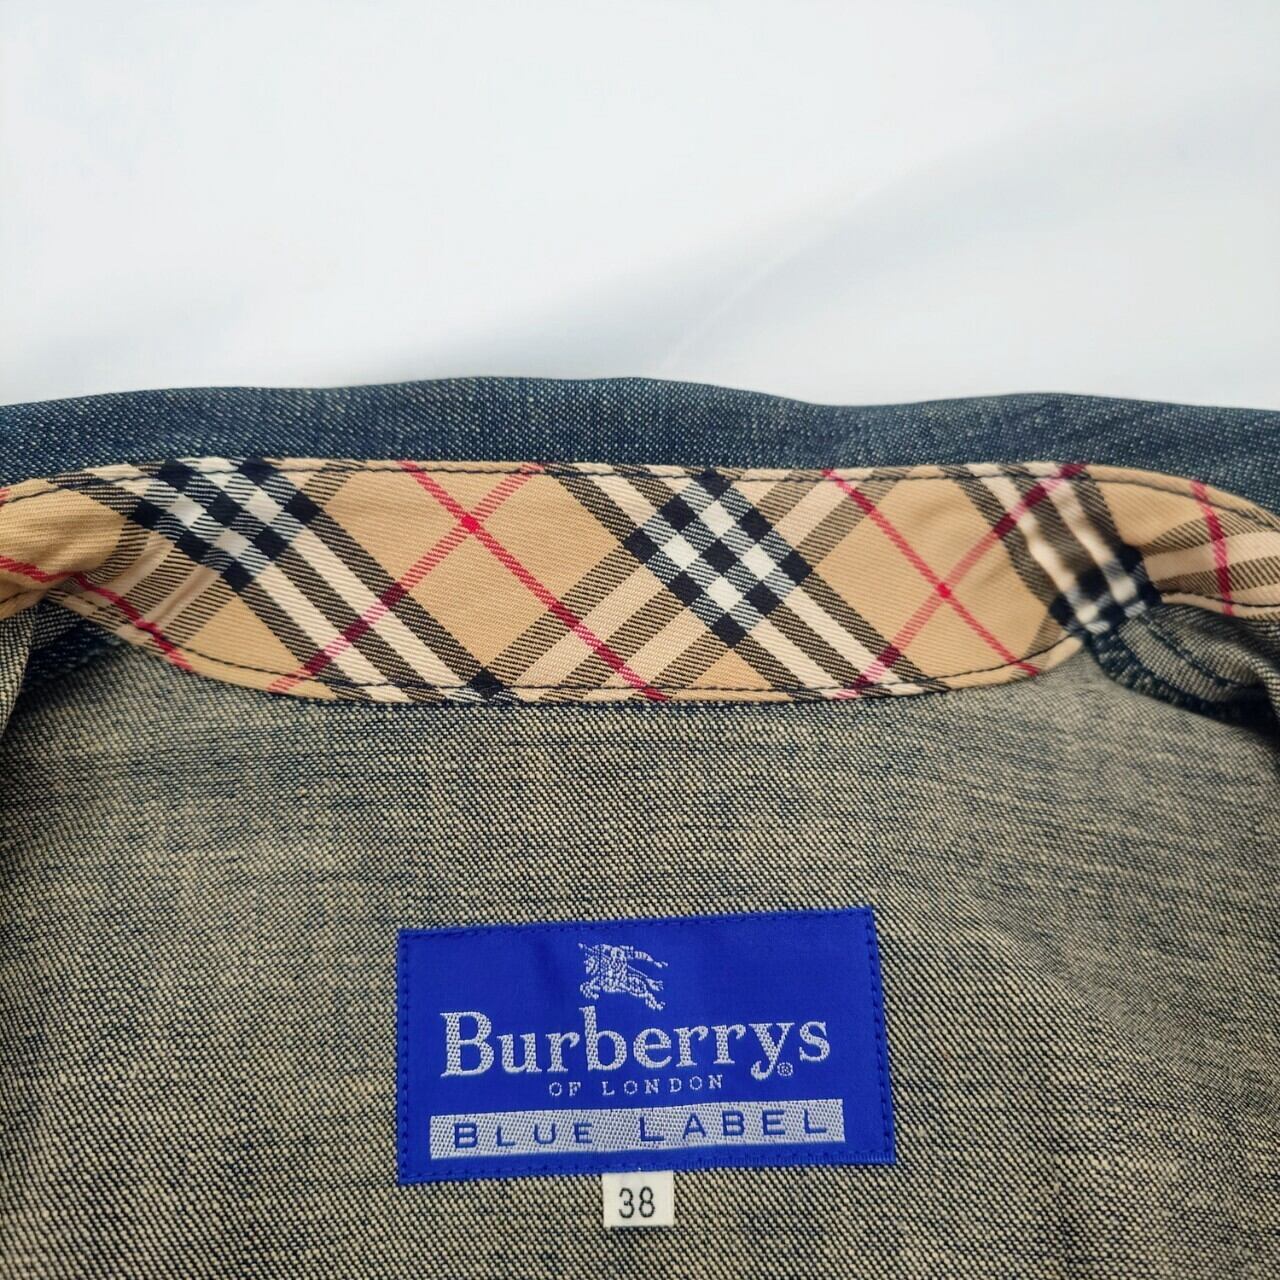 Burberrys®
OF LONDON
BLUE LABEL
38